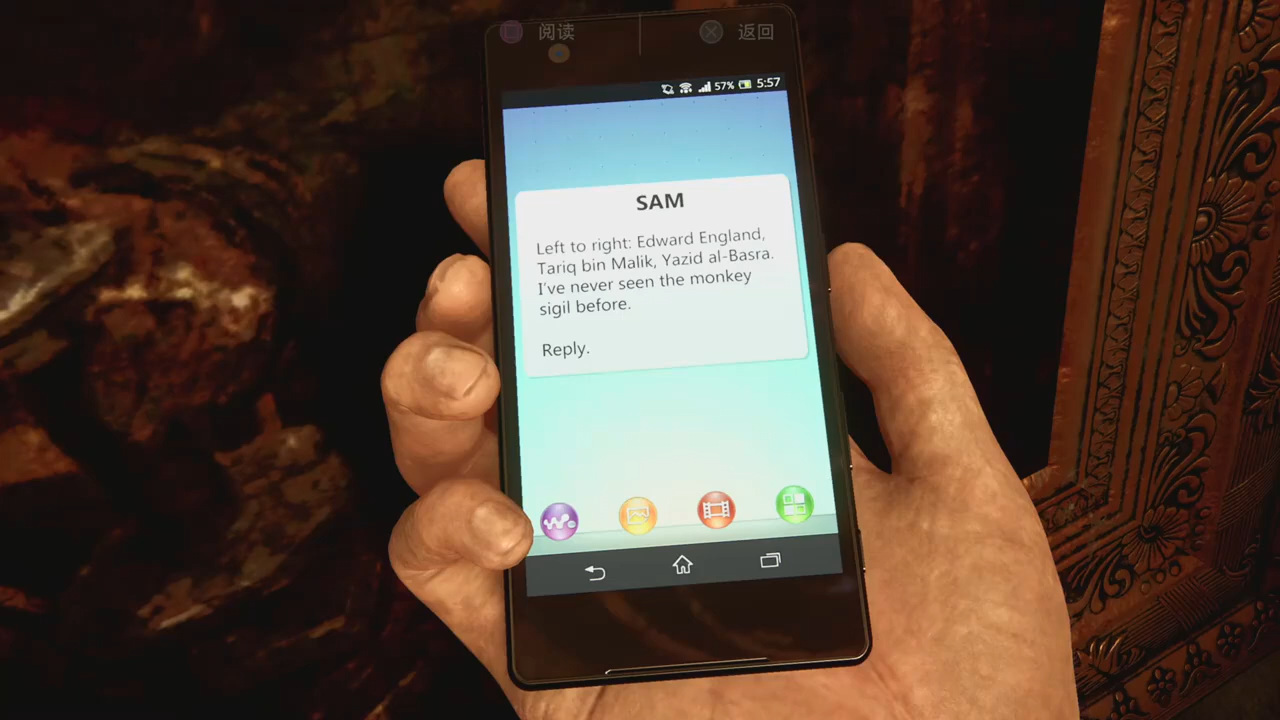 阅读 返回
57% 5:57
SAM
Left to right: Edward England,
Tariq bin Malik, Yazid al-Basra.
I've never seen the monkey
sigil before.
Reply.